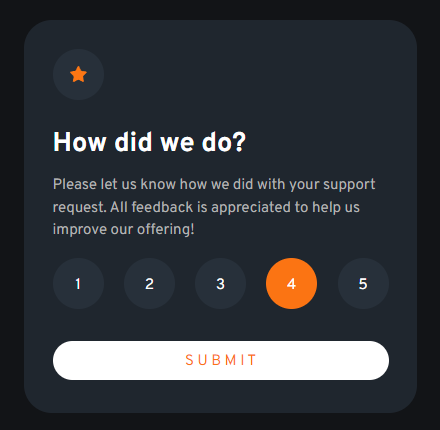 How did we do?
Please let us know how we did with your support
request. All feedback is appreciated to help us
improve our offering!
1 2 3 4 5
SUBMIT